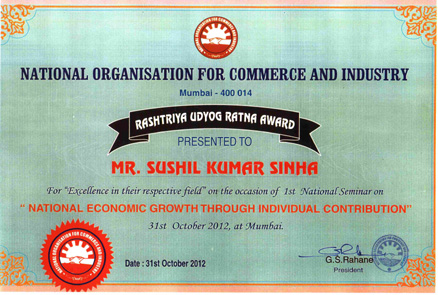 NATIONAL ORGANISATION FOR COMMERCE AND INDUSTRY
Mumbai - 400 014
RASHTRIYA UDYOG RATNA AWARD
PRESENTED TO
MR. SUSHIL KUMAR SINHA
For "Excellence in their respective field" on the occasion of 1st National Seminar on
" NATIONAL ECONOMIC GROWTH THROUGH INDIVIDUAL CONTRIBUTION"
31st October 2012, at Mumbai.
Date : 31st October 2012
G.S.Rahane
President